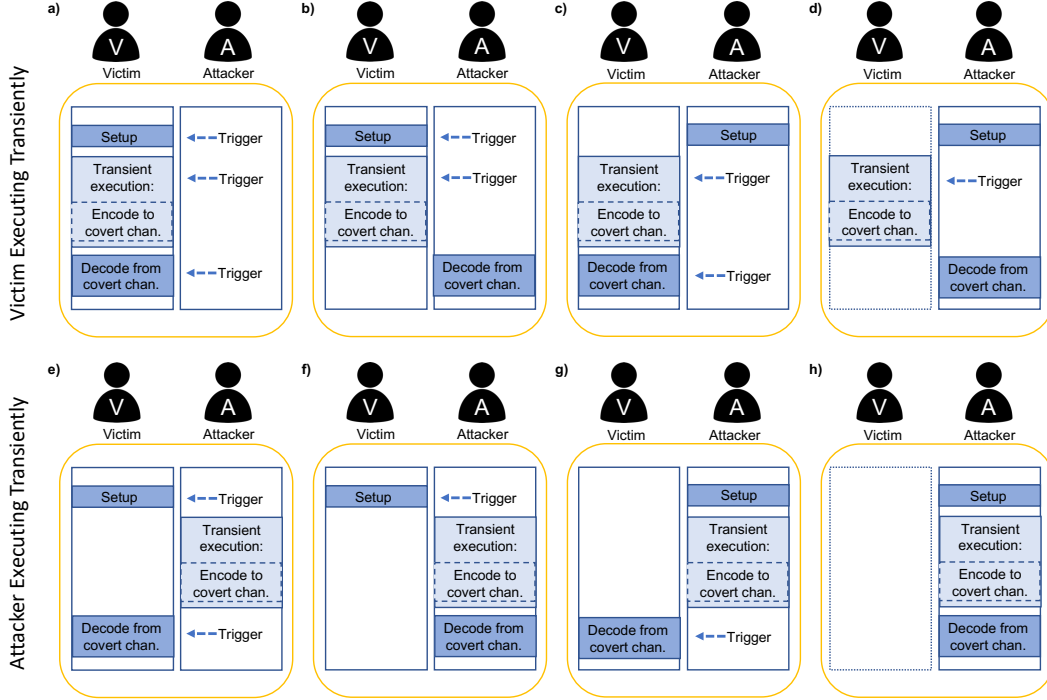 Victim Executing Transiently
a)
V
A
Victim
Attacker
Setup
Trigger
Transient
execution:
Trigger
Encode to
covert chan.
Decode from
covert chan.
Trigger
b)
V
A
Victim
Attacker
Setup
Trigger
Transient
execution:
Trigger
Encode to
covert chan.
Decode from
covert chan.
c)
V
A
Victim
Attacker
Setup
Transient
execution:
Trigger
Encode to
covert chan.
Decode from
covert chan.
Trigger
d)
V
A
Victim
Attacker
Setup
Transient
execution:
Trigger
Encode to
covert chan.
Decode from
covert chan.
Attacker Executing Transiently
e)
V
A
Victim
Attacker
Setup
Trigger
Transient
execution:
Encode to
covert chan.
Decode from
covert chan.
Trigger
f)
V
A
Victim
Attacker
Setup
Trigger
Transient
execution:
Encode to
covert chan.
Decode from
covert chan.
g)
V
A
Victim
Attacker
Setup
Transient
execution:
Encode to
covert chan.
Decode from
covert chan.
Trigger
h)
V
A
Victim
Attacker
Setup
Transient
execution:
Encode to
covert chan.
Decode from
covert chan.